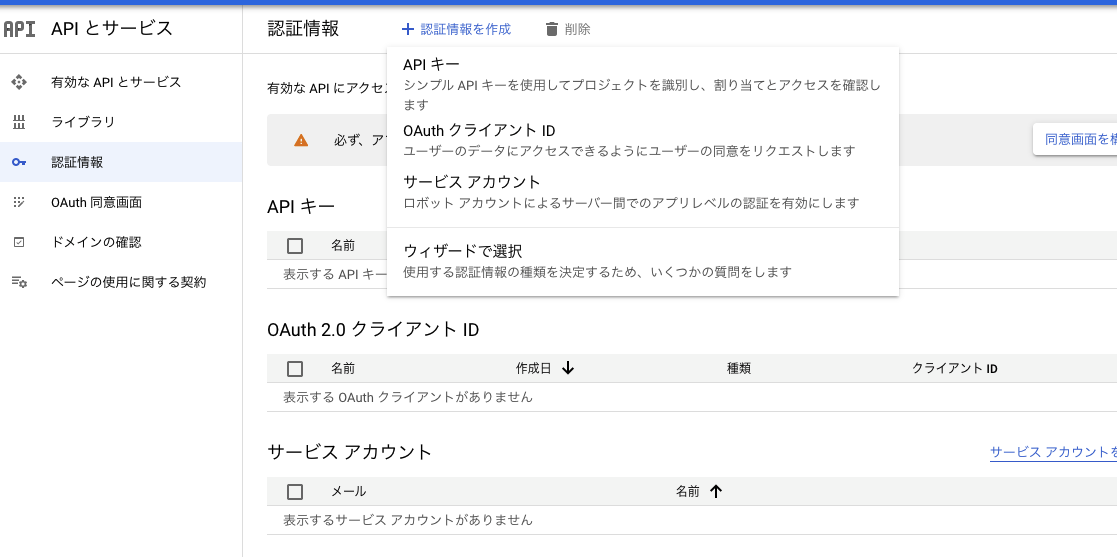 API API とサービス
認証情報
認証情報を作成
削除
有効な API とサービス
ライブラリ
認証情報
OAuth 同意画面
ドメインの確認
ページの使用に関する契約
有効な API にアクセ
API キー
シンプル API キーを使用してプロジェクトを識別し、割り当てとアクセスを確認し
ます
OAuth クライアント ID
ユーザーのデータにアクセスできるようにユーザーの同意をリクエストします
サービス アカウント
ロボット アカウントによるサーバー間でのアプリレベルの認証を有効にします
ウィザードで選択
使用する認証情報の種類を決定するため、いくつかの質問をします
必ず、ア
同意画面を構
API キー
名前
表示する API キー
OAuth 2.0 クライアント ID
名前 作成日 種類 クライアント ID
表示する OAuth クライアントがありません
サービス アカウント
サービス アカウントを
メール 名前
表示するサービス アカウントがありません